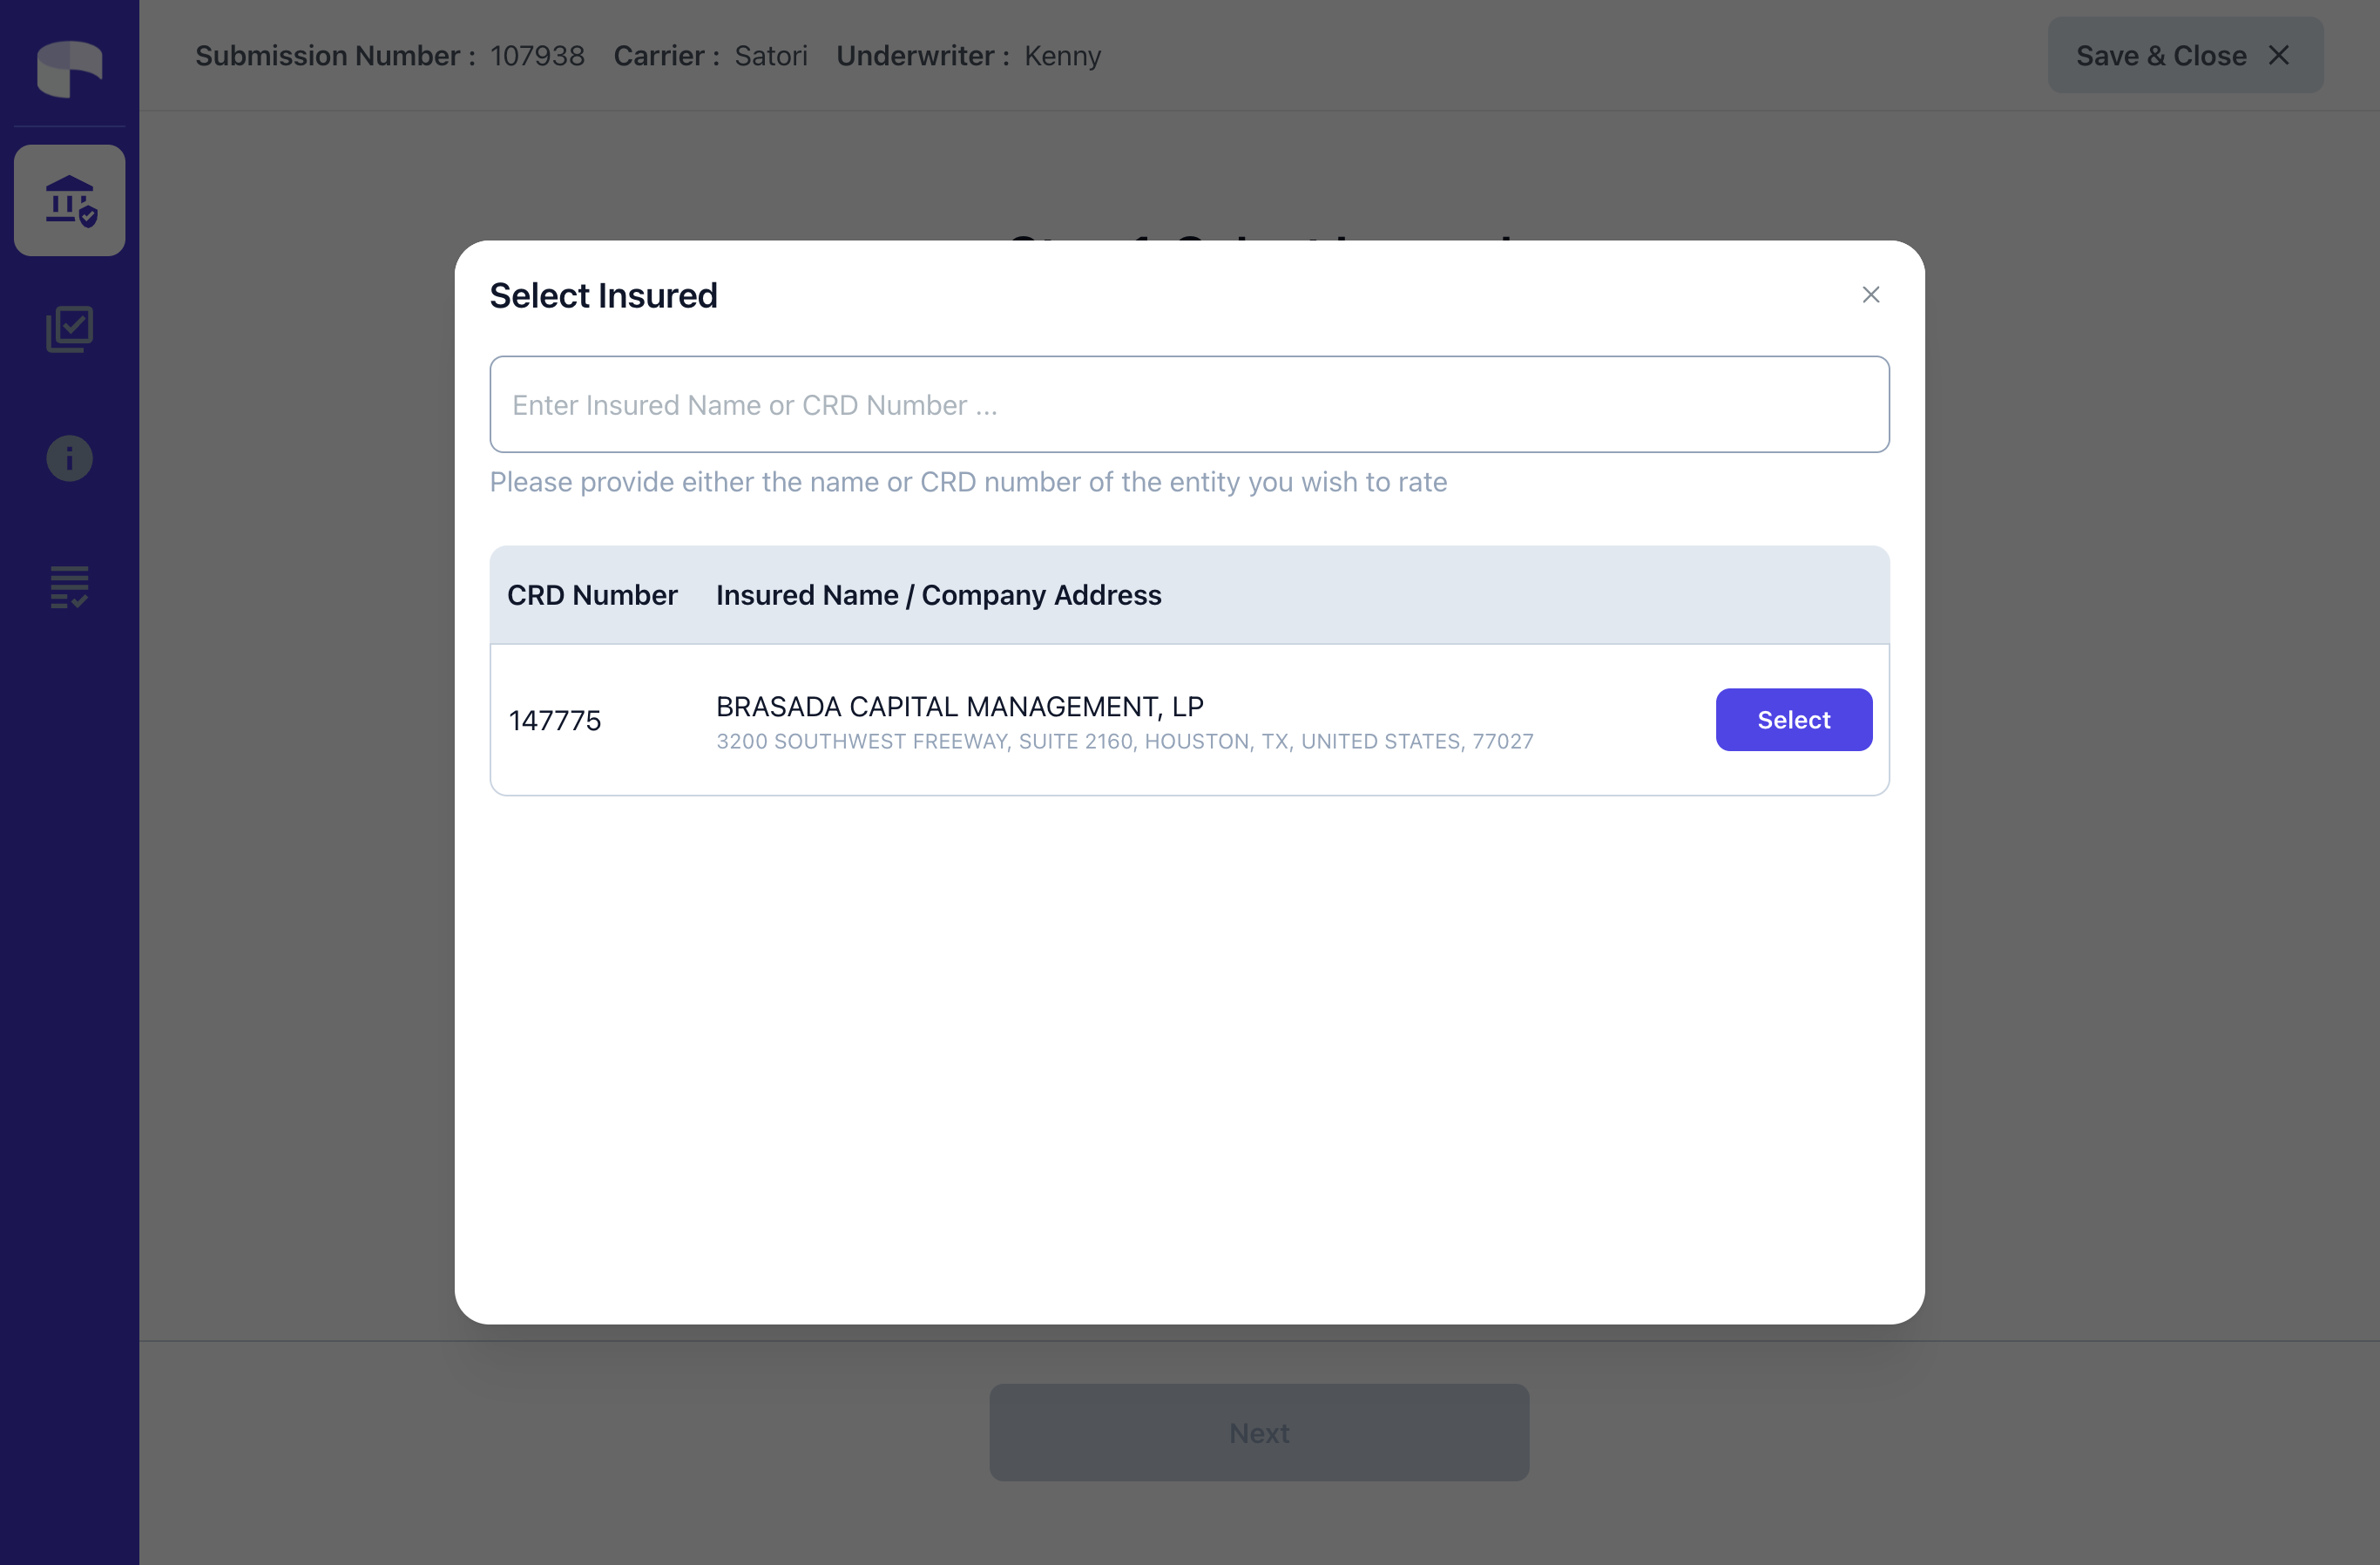 Submission Number : 107938 Carrier : Satori Underwriter : Kenny
Save & Close
Select Insured
Enter Insured Name or CRD Number ...
Please provide either the name or CRD number of the entity you wish to rate
CRD Number Insured Name / Company Address
147775
BRASADA CAPITAL MANAGEMENT, LP
3200 SOUTHWEST FREEWAY, SUITE 2160, HOUSTON, TX, UNITED STATES, 77027
Select
Next